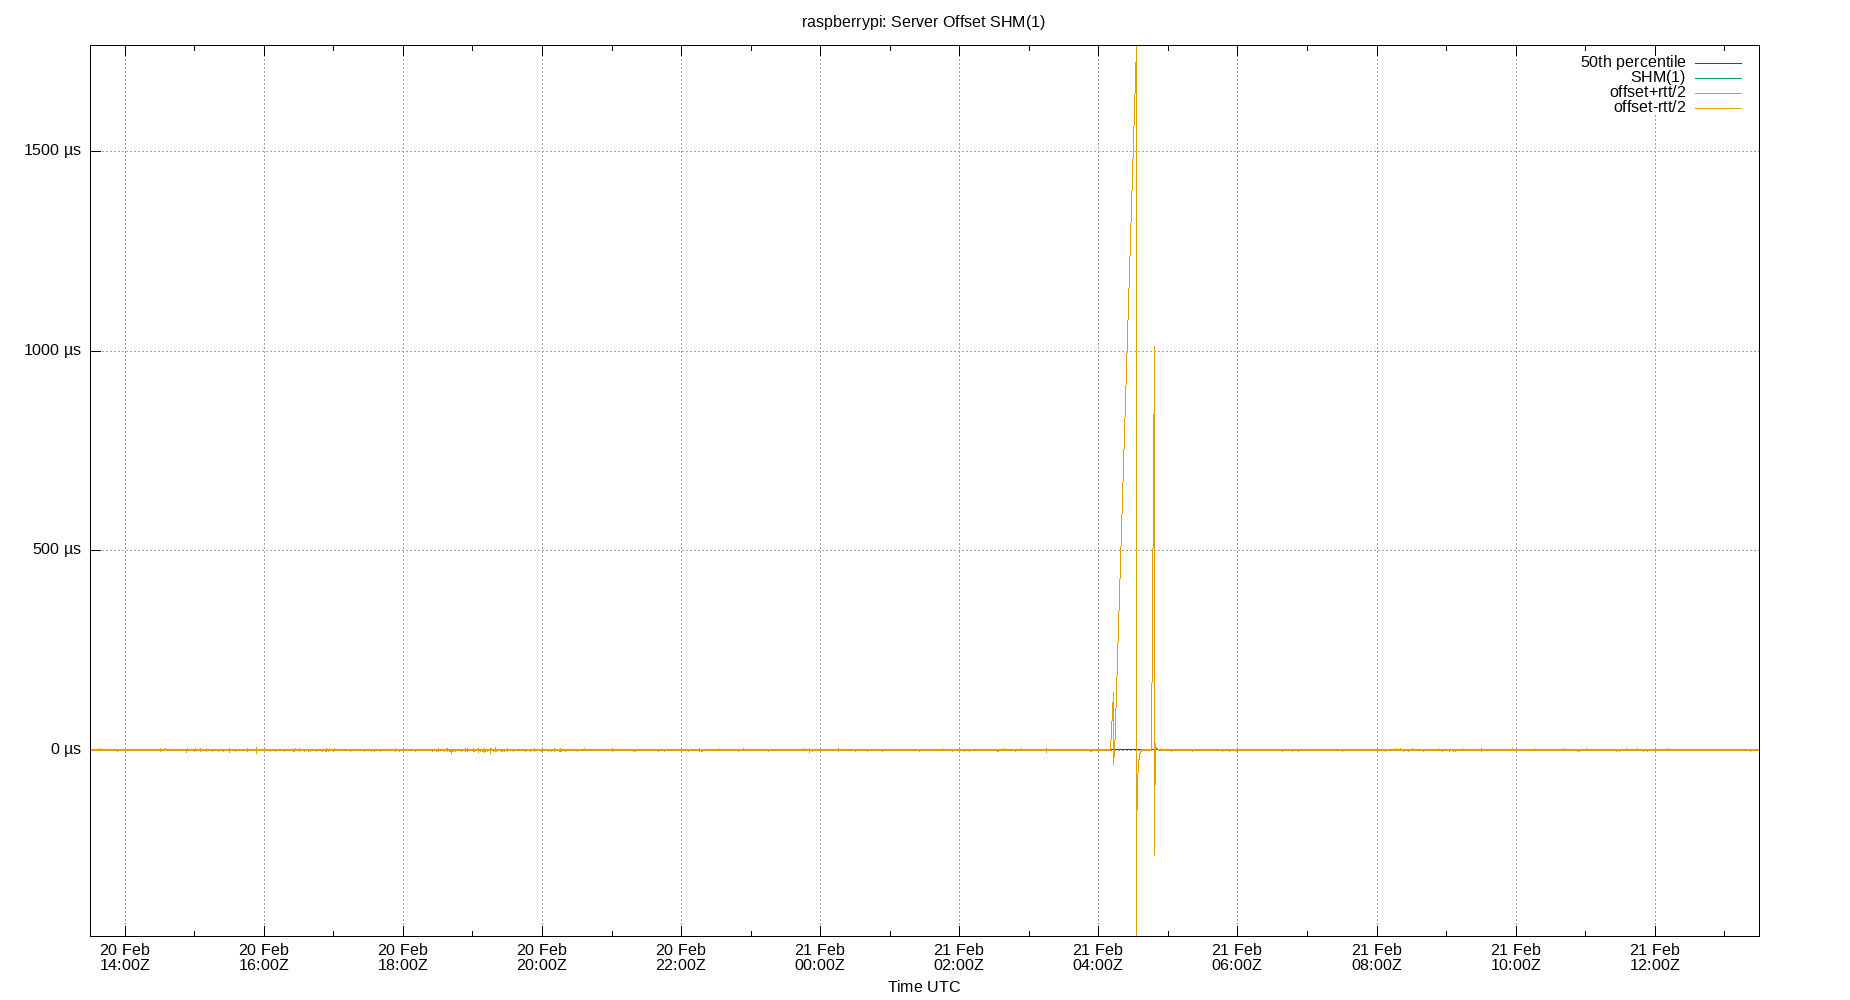 raspberrypi: Server Offset SHM(1)
50th percentile
SHM(1)
offset+rtt/2
offset-rtt/2
1500 µs
1000 µs
500 µs
0 µs
20 Feb 20 Feb 20 Feb 20 Feb 20 Feb 21 Feb 21 Feb 21 Feb 21 Feb 21 Feb 21 Feb 21 Feb
14:00Z 16:00Z 18:00Z 20:00Z 22:00Z 00:00Z 02:00Z 04:00Z 06:00Z 08:00Z 10:00Z 12:00Z
Time UTC